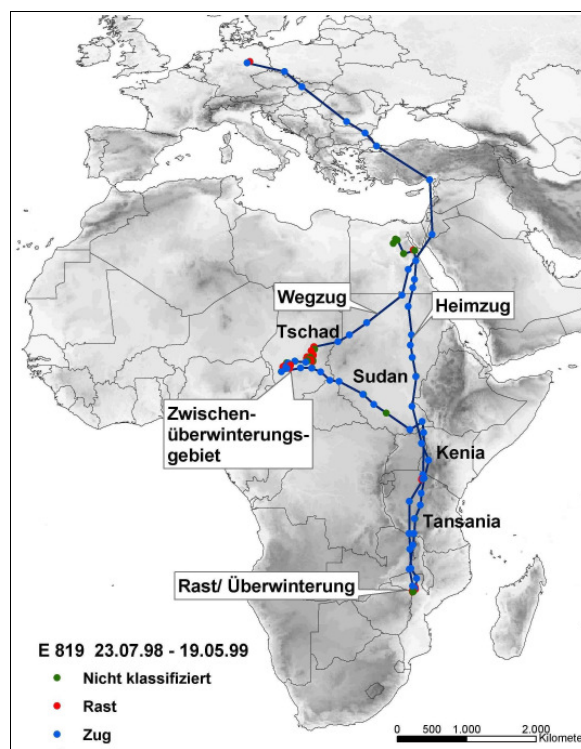 Wegzug
Heimzug
Tschad
Sudan
Zwischen-
überwinterungs-
gebiet
Kenia
Tansania
Rast/ Überwinterung
E 819 23.07.98 - 19.05.99
Nicht klassifiziert
Rast
Zug
0 500 1.000 2.000
Kilometer